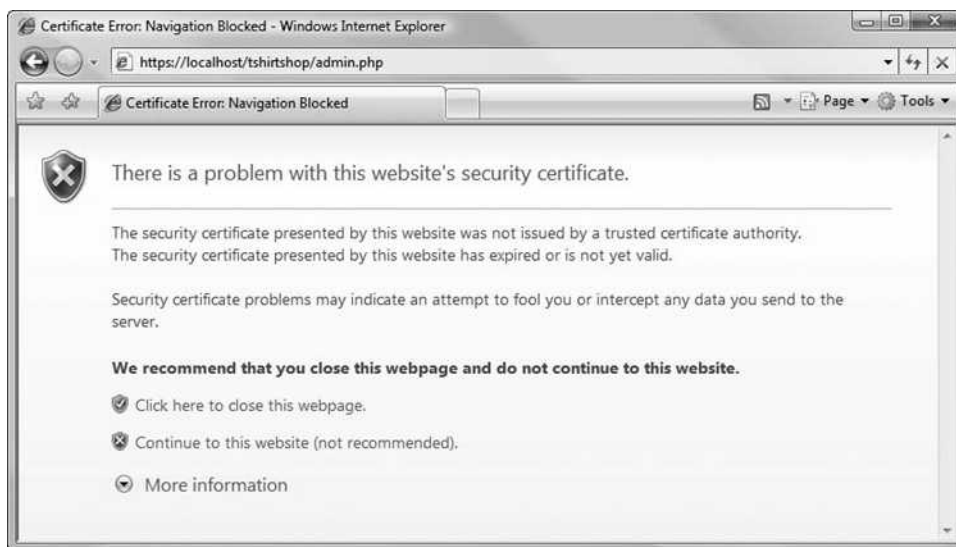 Certificate Error: Navigation Blocked - Windows Internet Explorer
https://localhost/tshirtshop/admin.php
Certificate Error: Navigation Blocked
Page
Tools
There is a problem with this website's security certificate.
The security certificate presented by this website was not issued by a trusted certificate authority.
The security certificate presented by this website has expired or is not yet valid.
Security certificate problems may indicate an attempt to fool you or intercept any data you send to the
server.
We recommend that you close this webpage and do not continue to this website.
Click here to close this webpage.
Continue to this website (not recommended).
More information